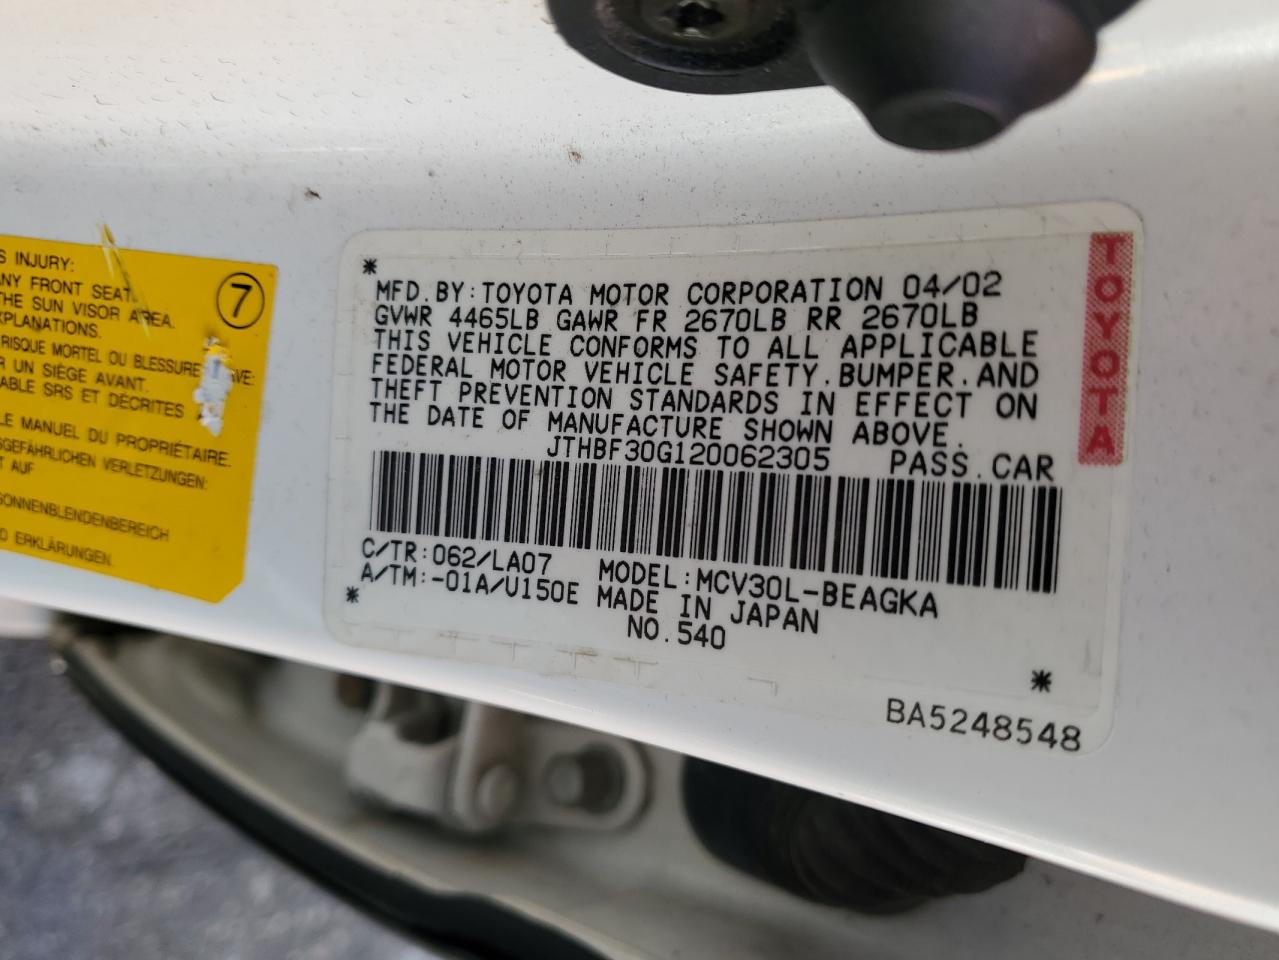 S INJURY:
ANY FRONT SEAT.
THE SUN VISOR AREA.
XPLANATIONS.
RISQUE MORTEL OU BLESSURE VE:
R UN SIÈGE AVANT.
ABLE SRS ET DÉCRITES
LE MANUEL DU PROPRIÉTAIRE.
SGEFÄHRLICHEN VERLETZUNGEN:
T AUF
SONNENBLENDENBEREICH
D ERKLÄRUNGEN.
7
*
MFD.BY:TOYOTA MOTOR CORPORATION 04/02
GVWR 4465LB GAWR FR 2670LB RR 2670LB
THIS VEHICLE CONFORMS TO ALL APPLICABLE
FEDERAL MOTOR VEHICLE SAFETY,BUMPER,AND
THEFT PREVENTION STANDARDS IN EFFECT ON
THE DATE OF MANUFACTURE SHOWN ABOVE.
JTHBF30G120062305 PASS.CAR
C/TR:062/LA07 MODEL:MCV30L-BEAGKA
A/TM:-01A/U150E MADE IN JAPAN
* NO.540
*
BA5248548
TOYOTA